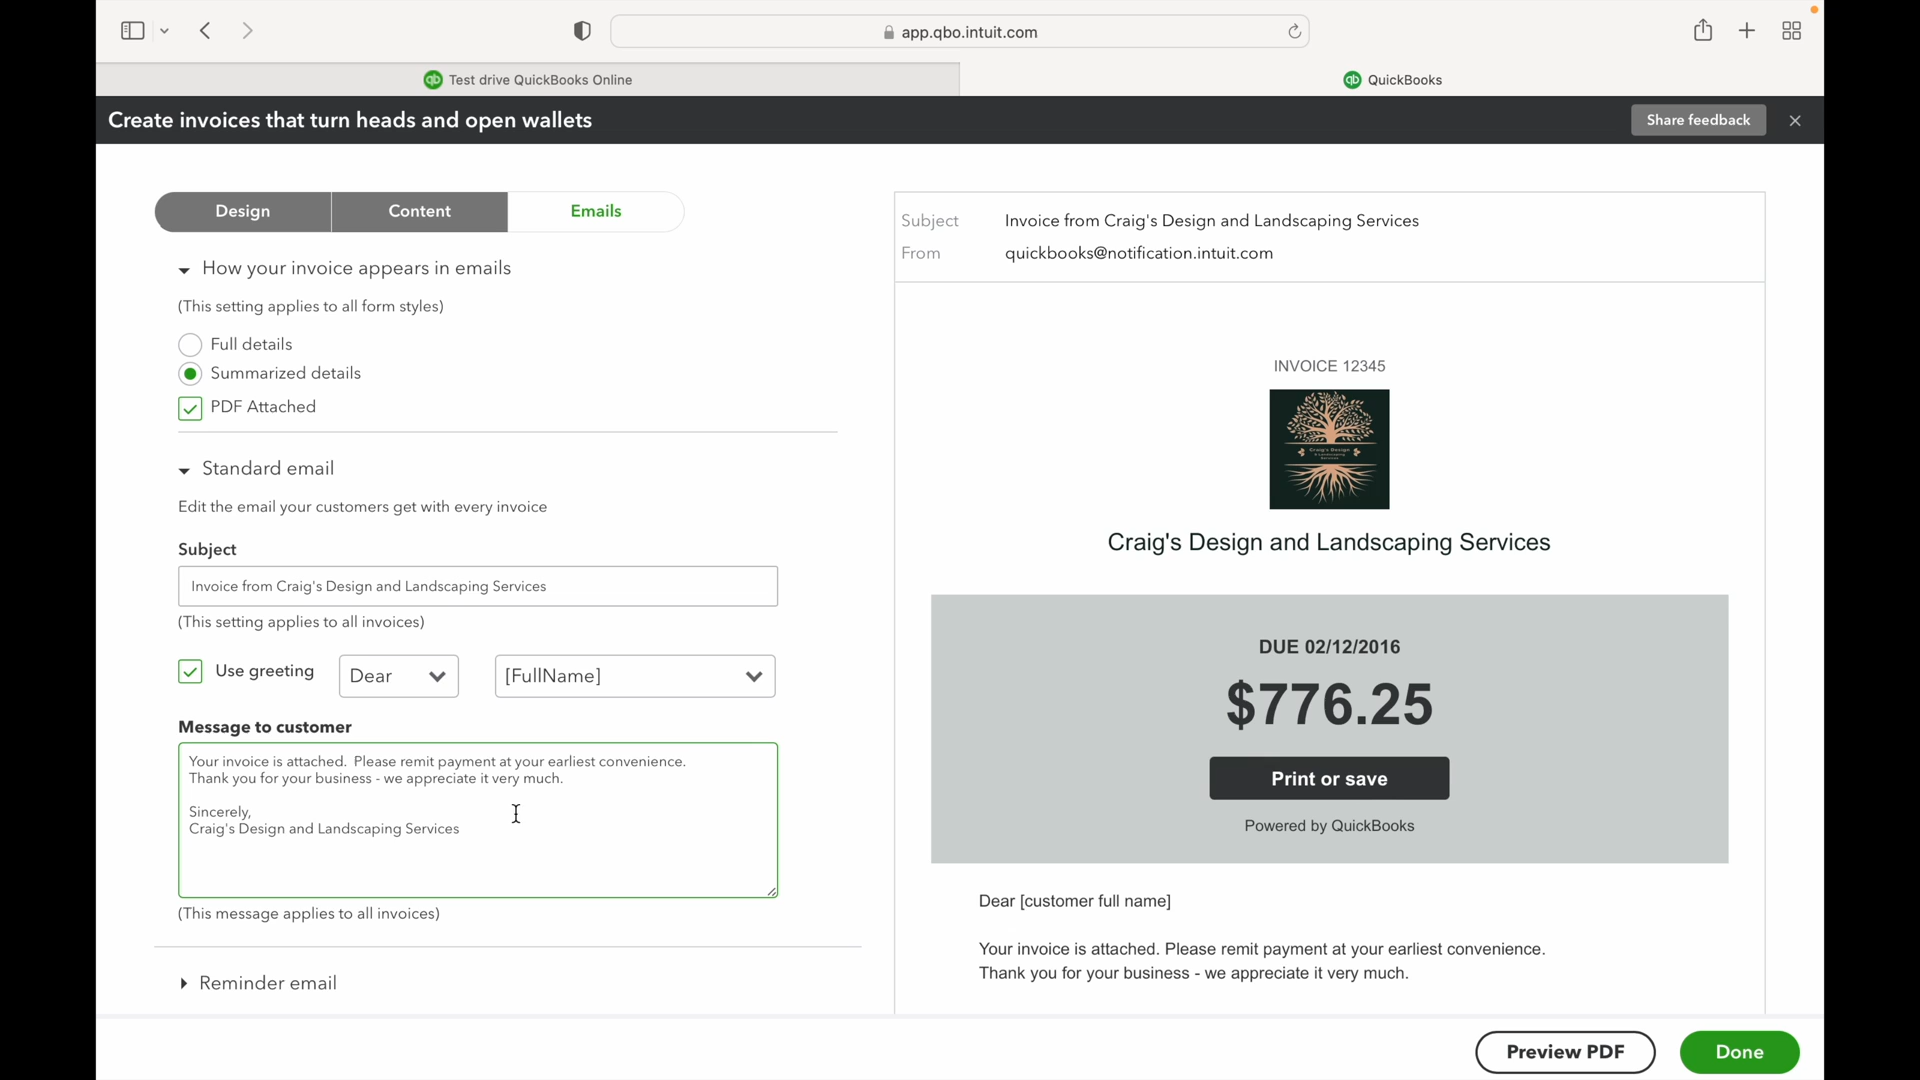 app.qbo.intuit.com
Test drive QuickBooks Online
QuickBooks
Create invoices that turn heads and open wallets
Share feedback
Design
Content
Emails
How your invoice appears in emails
(This setting applies to all form styles)
Full details
Summarized details
PDF Attached
Standard email
Edit the email your customers get with every invoice
Subject
Invoice from Craig's Design and Landscaping Services
(This setting applies to all invoices)
Use greeting
Dear
[FullName]
Message to customer
Your invoice is attached.  Please remit payment at your earliest convenience.
Thank you for your business - we appreciate it very much.
Sincerely,
Craig's Design and Landscaping Services
(This message applies to all invoices)
Reminder email
Subject Invoice from Craig's Design and Landscaping Services
From quickbooks@notification.intuit.com
INVOICE 12345
Craig's Design
& Landscaping
Services
Craig's Design and Landscaping Services
DUE 02/12/2016
$776.25
Print or save
Powered by QuickBooks
Dear [customer full name]
Your invoice is attached. Please remit payment at your earliest convenience.
Thank you for your business - we appreciate it very much.
Preview PDF
Done